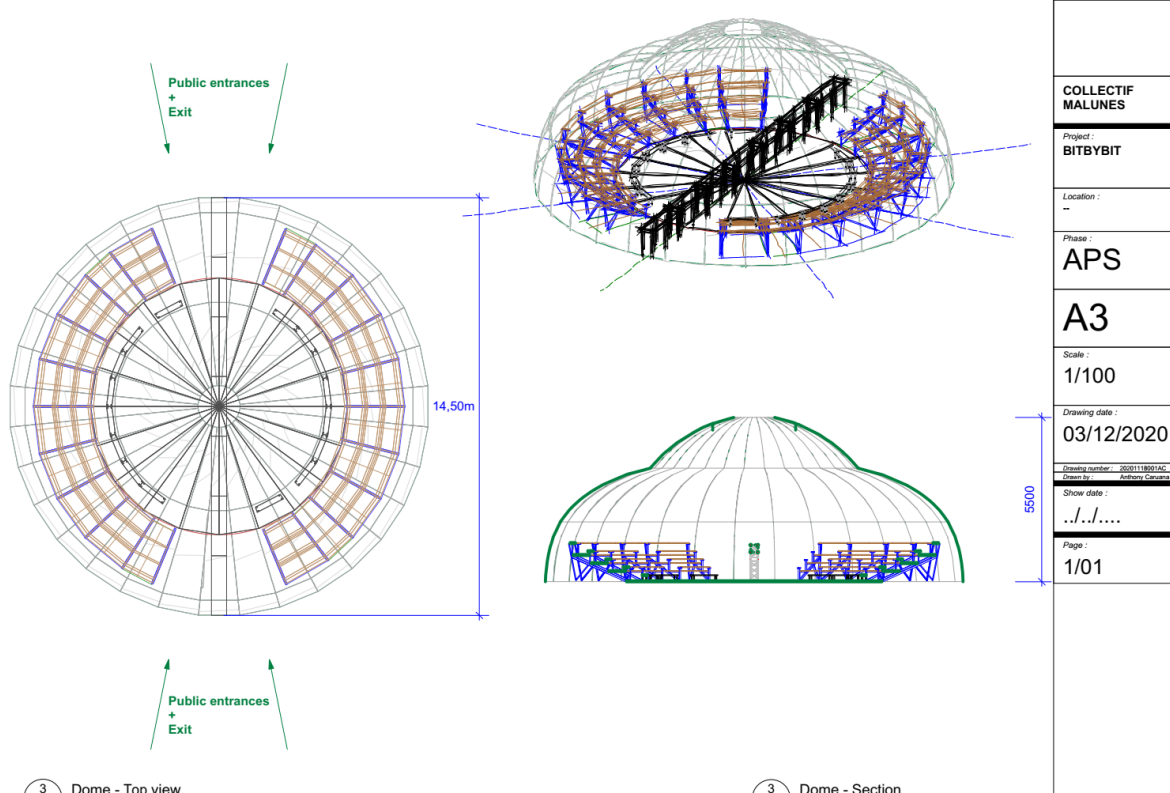 Public entrances
+
Exit
14,50m
Public entrances
+
Exit
3 Dome - Top view
5500
3 Dome - Section
COLLECTIF
MALUNES
Project :
BITBYBIT
Location :
--
Phase :
APS
A3
Scale :
1/100
Drawing date :
03/12/2020
Drawing number : 20201118001AC
Drawn by : Anthony Caruana
Show date :
../../....
Page :
1/01